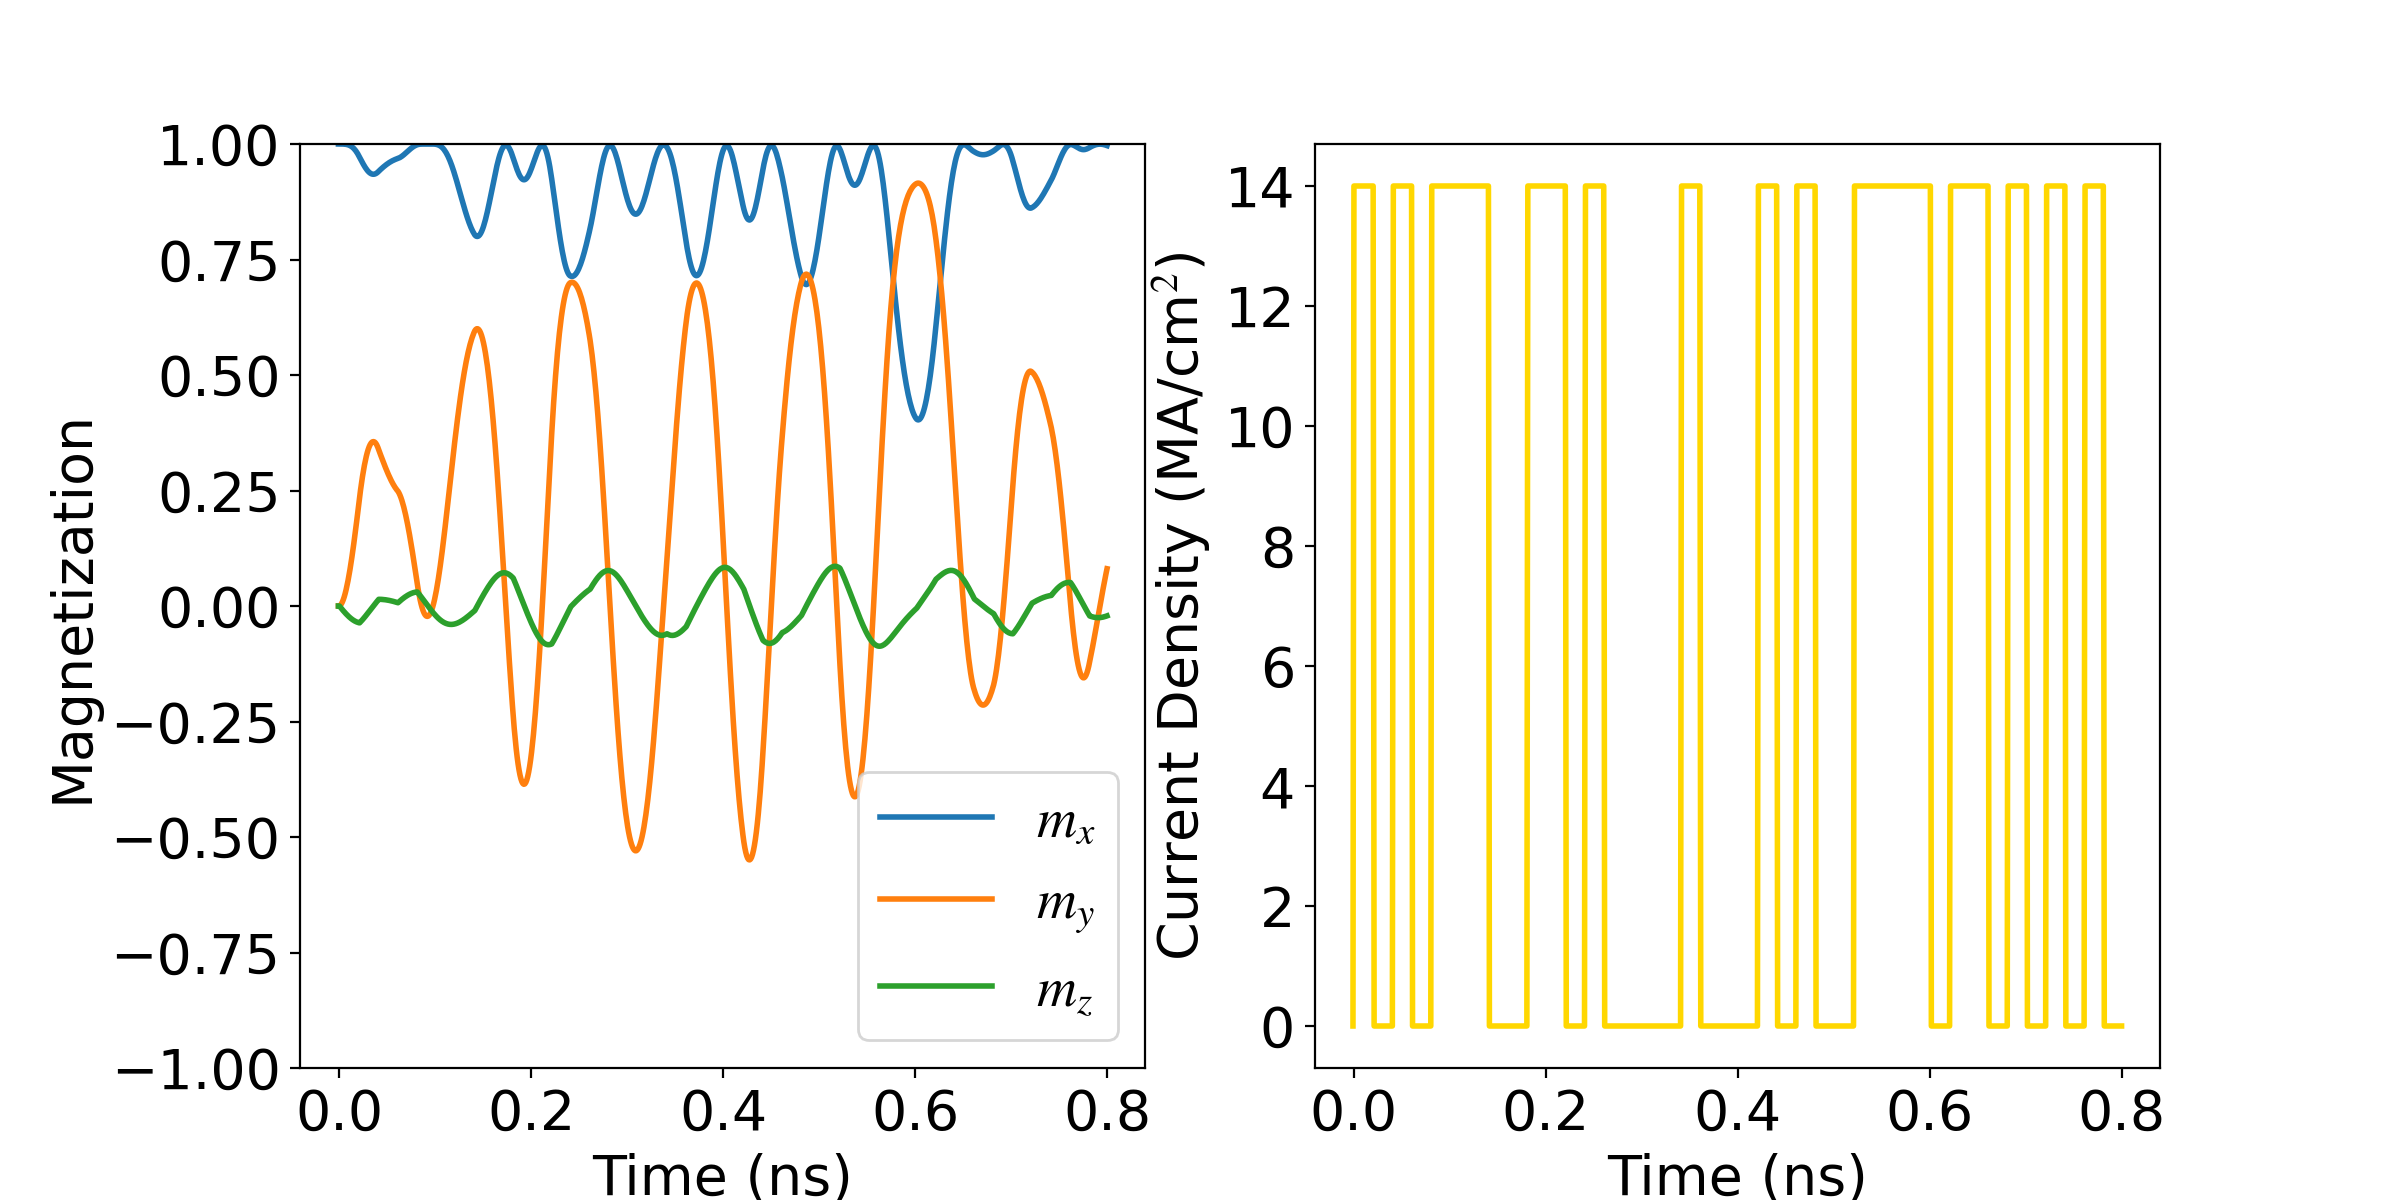 1.00
0.75
0.50
0.25
0.00
−0.25
−0.50
−0.75
−1.00
Magnetization
0.0 0.2 0.4 0.6 0.8
Time (ns)
m_x
m_y
m_z
14
12
10
8
6
4
2
0
Current Density (MA/cm²)
0.0 0.2 0.4 0.6 0.8
Time (ns)